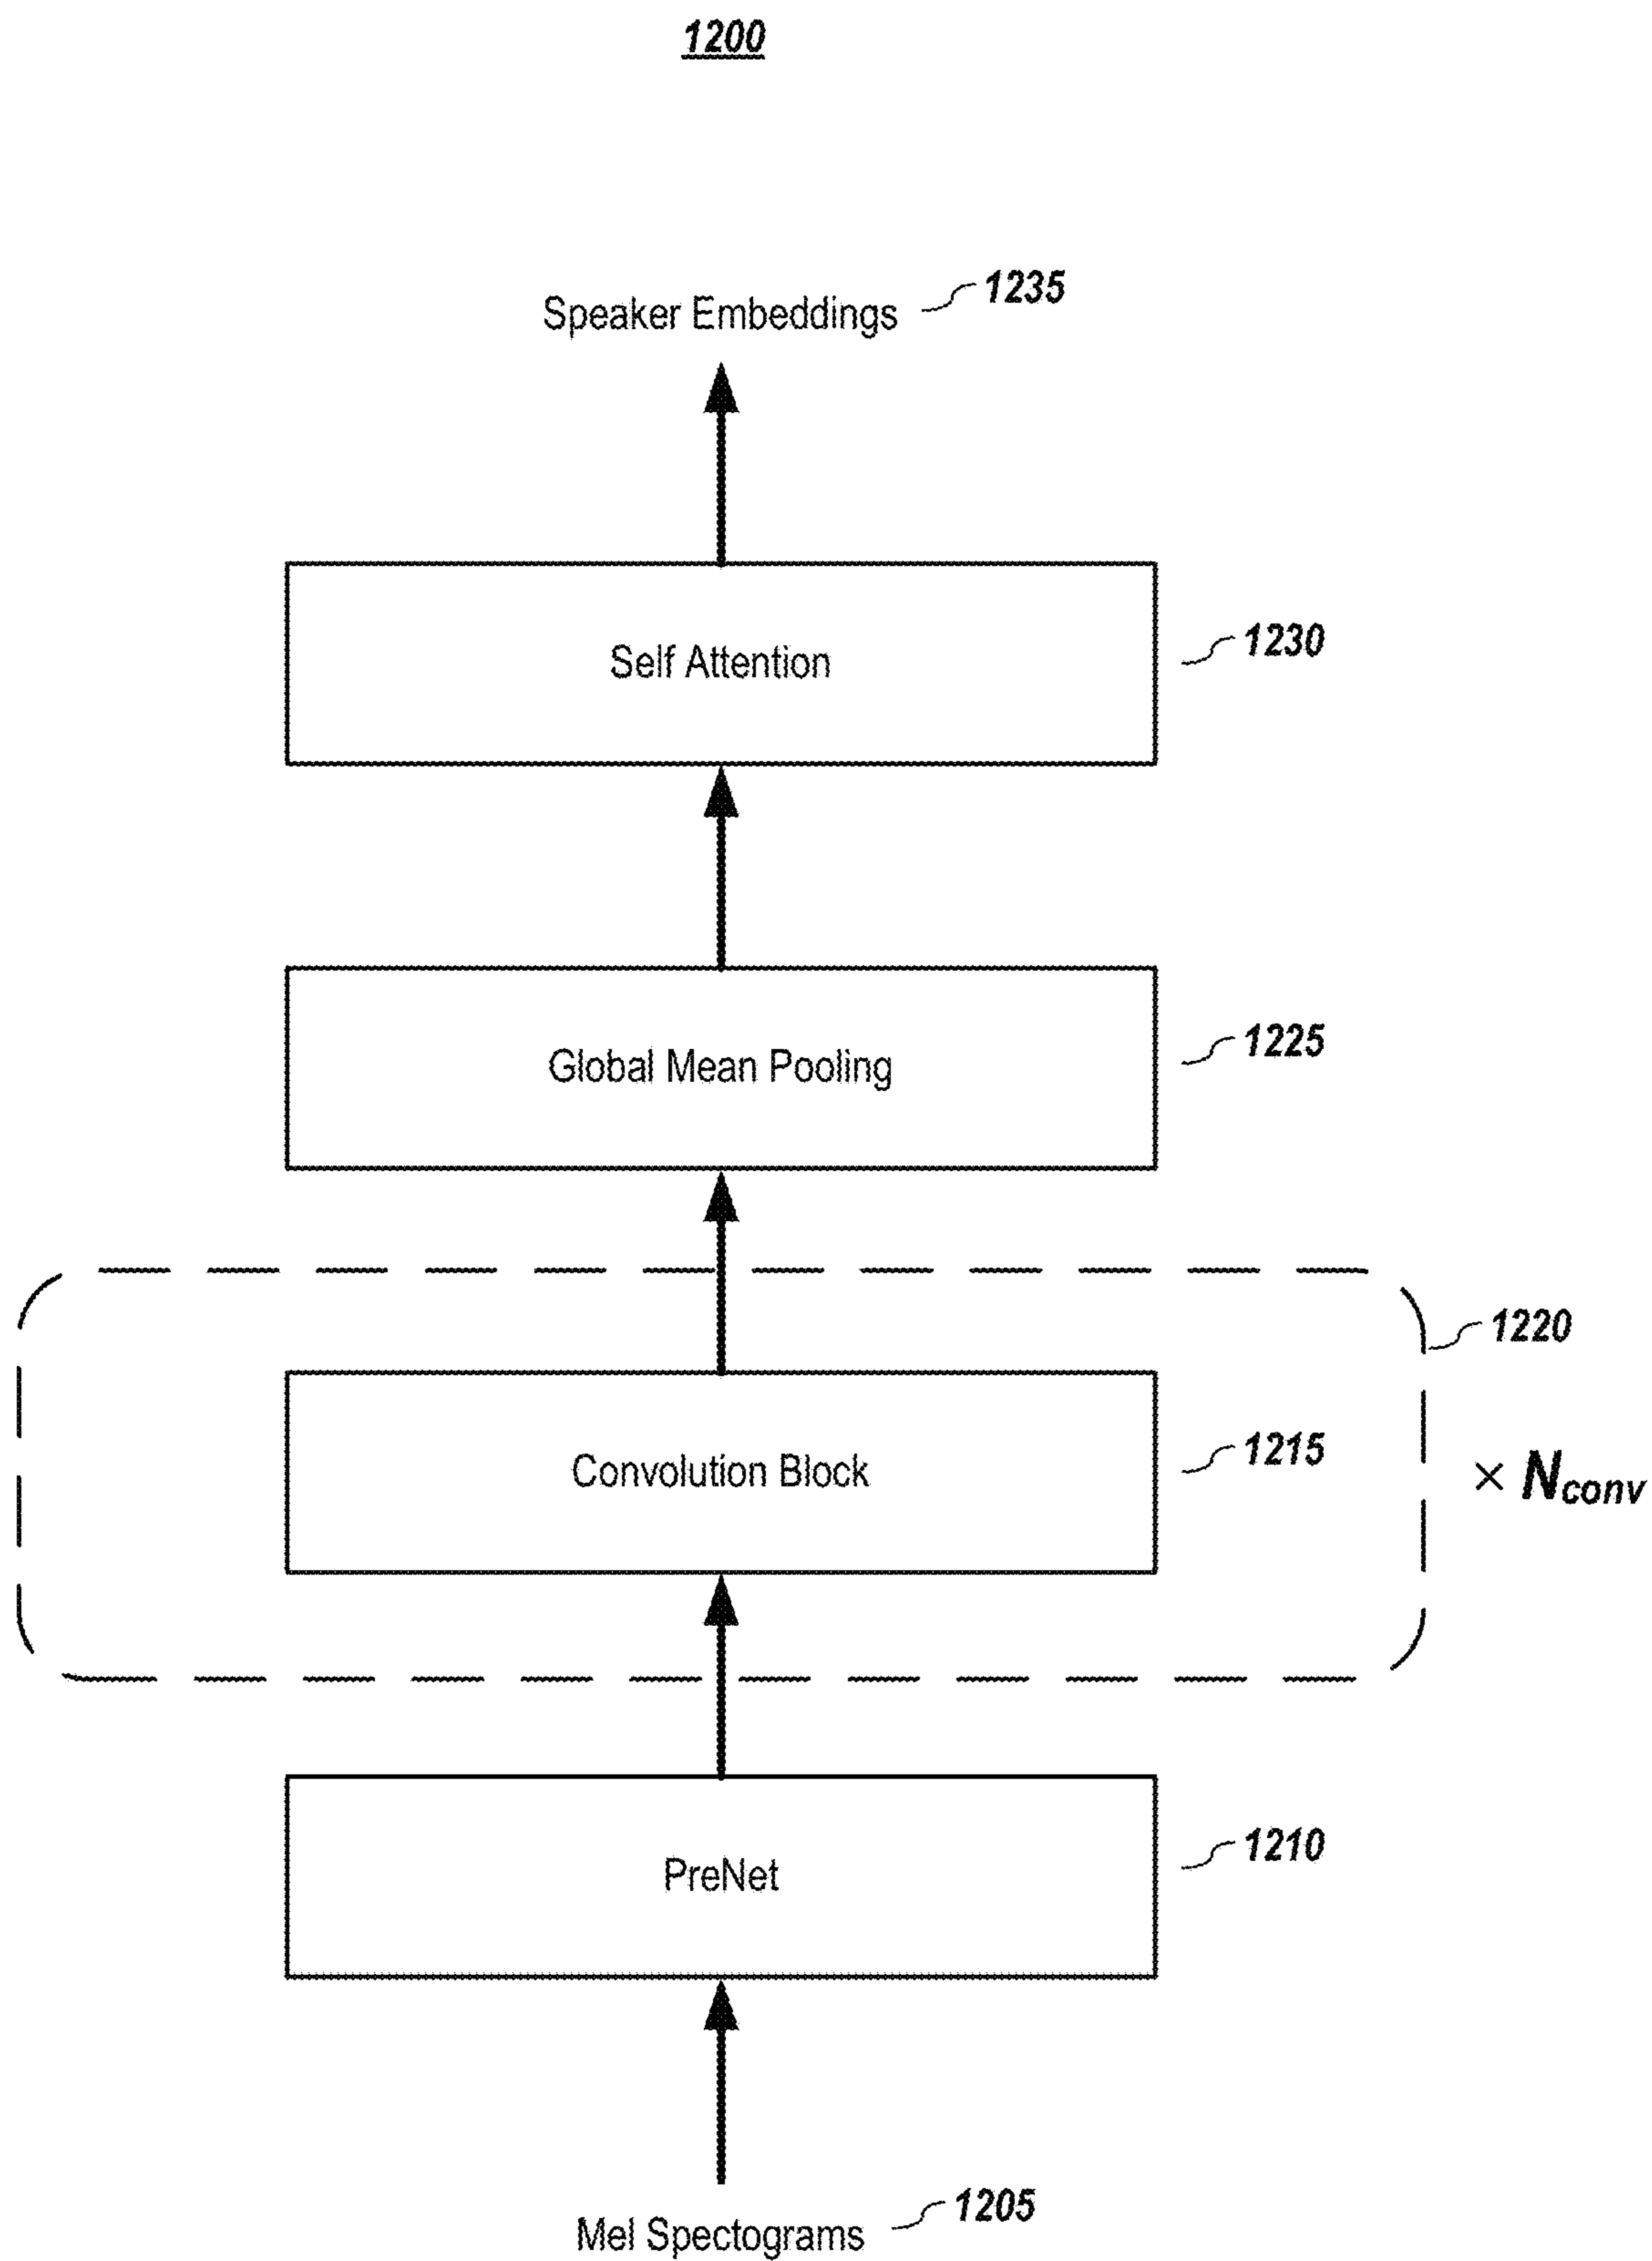 1200
Speaker Embeddings 1235
Self Attention 1230
Global Mean Pooling 1225
1220
Convolution Block 1215
× Nconv
PreNet 1210
Mel Spectograms 1205